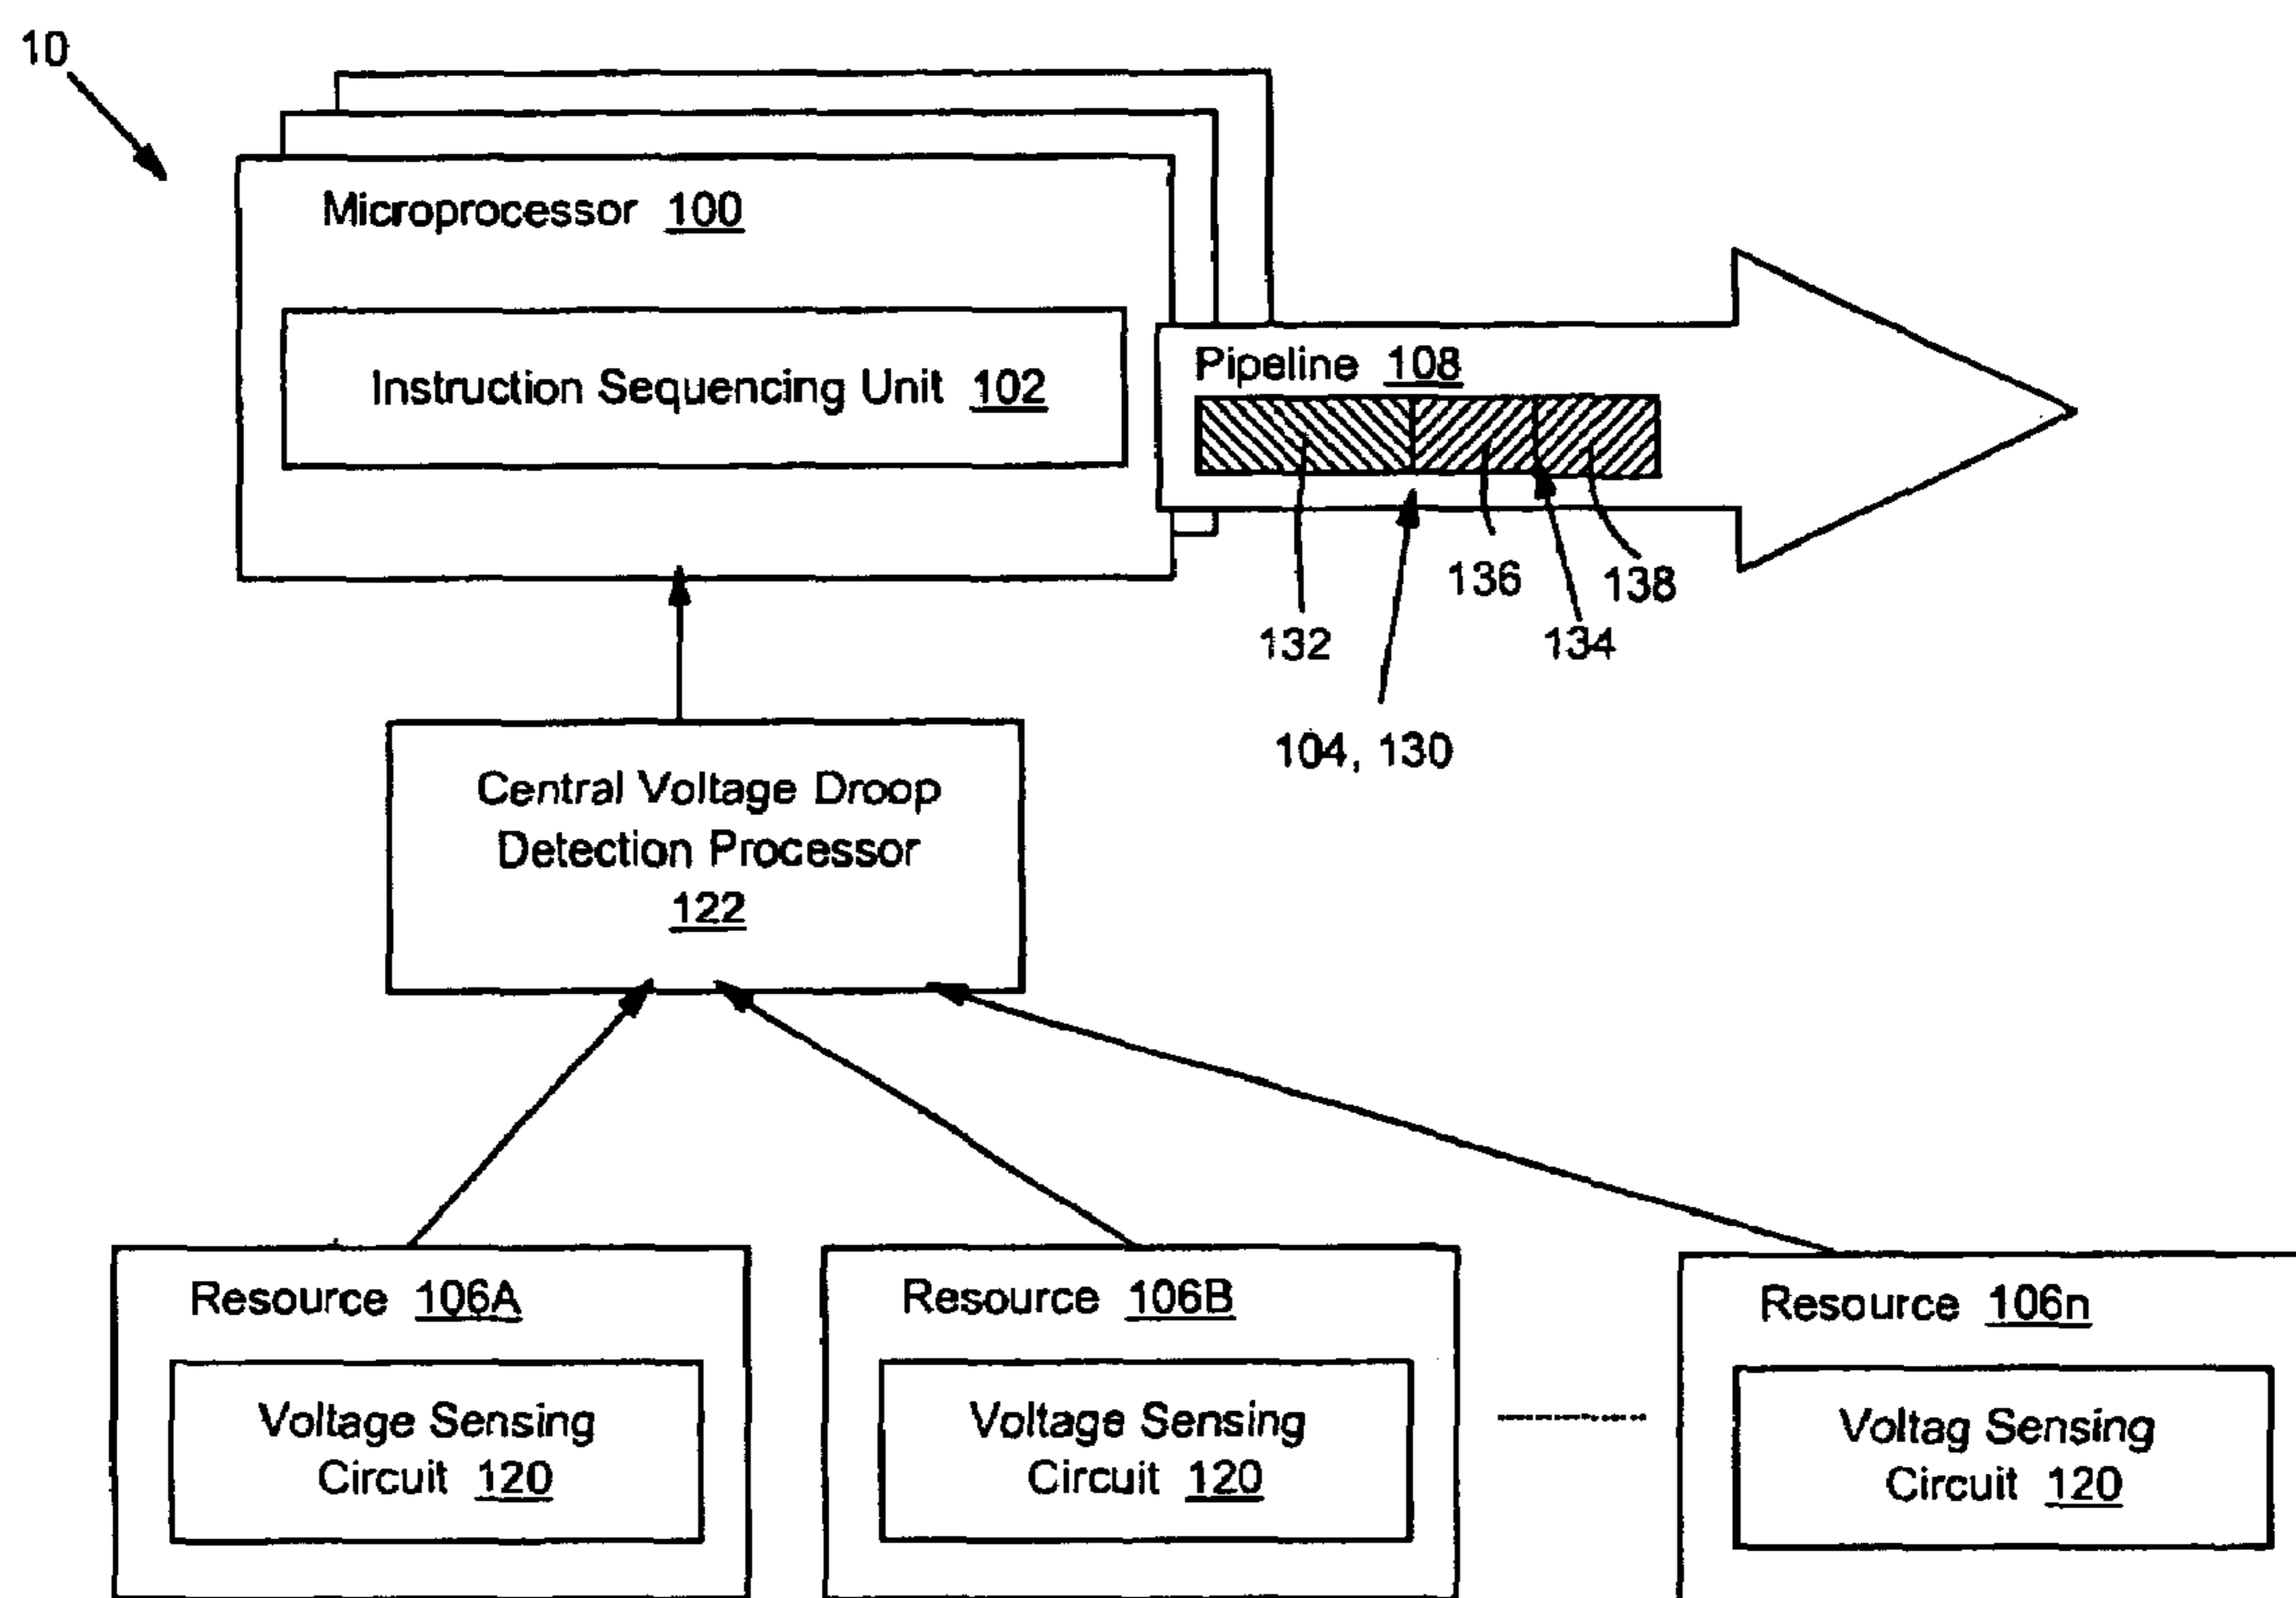 10
Microprocessor 100
Instruction Sequencing Unit 102
Pipeline 108
136
138
132
134
104, 130
Central Voltage Droop
Detection Processor
122
Resource 106A
Voltage Sensing
Circuit 120
Resource 106B
Voltage Sensing
Circuit 120
Resource 106n
Voltag Sensing
Circuit 120